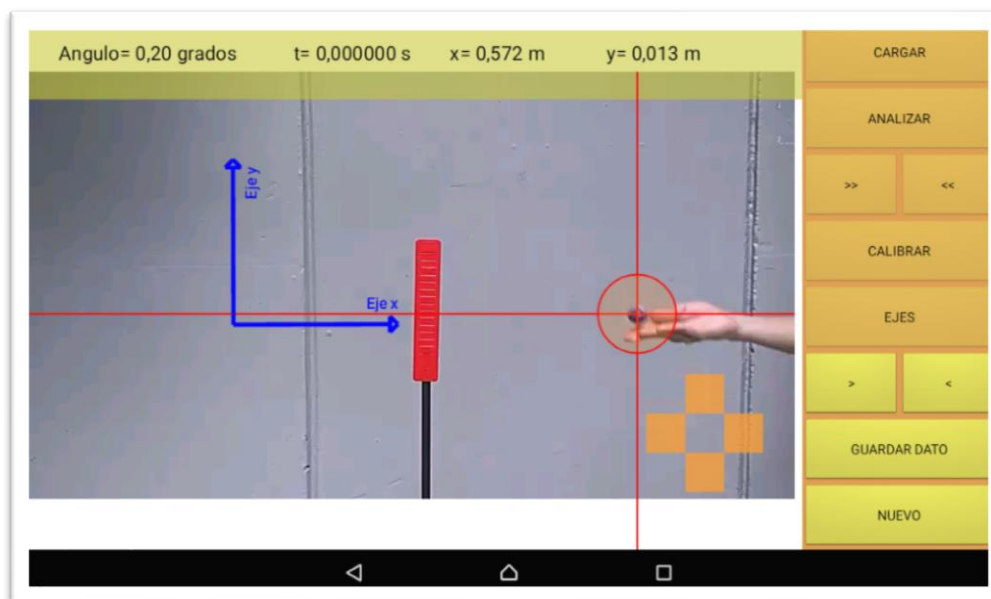 Angulo= 0,20 grados t= 0,000000 s x= 0,572 m y= 0,013 m
Eje y
Eje x
CARGAR
ANALIZAR
>> <<
CALIBRAR
EJES
> <
GUARDAR DATO
NUEVO